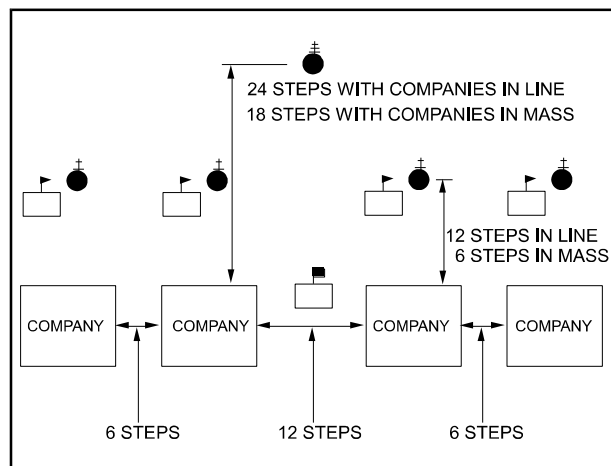 24 STEPS WITH COMPANIES IN LINE
18 STEPS WITH COMPANIES IN MASS
12 STEPS IN LINE
6 STEPS IN MASS
COMPANY
COMPANY
COMPANY
COMPANY
6 STEPS
12 STEPS
6 STEPS